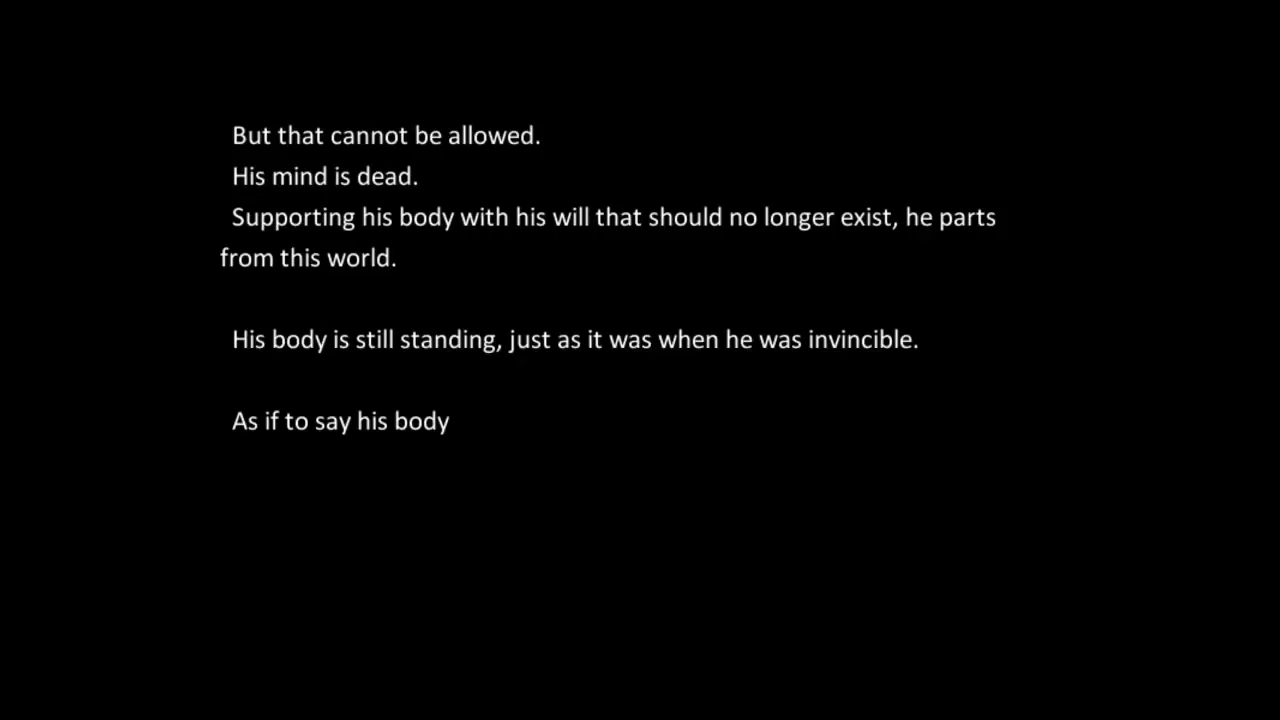 But that cannot be allowed.
His mind is dead.
Supporting his body with his will that should no longer exist, he parts
from this world.
His body is still standing, just as it was when he was invincible.
As if to say his body